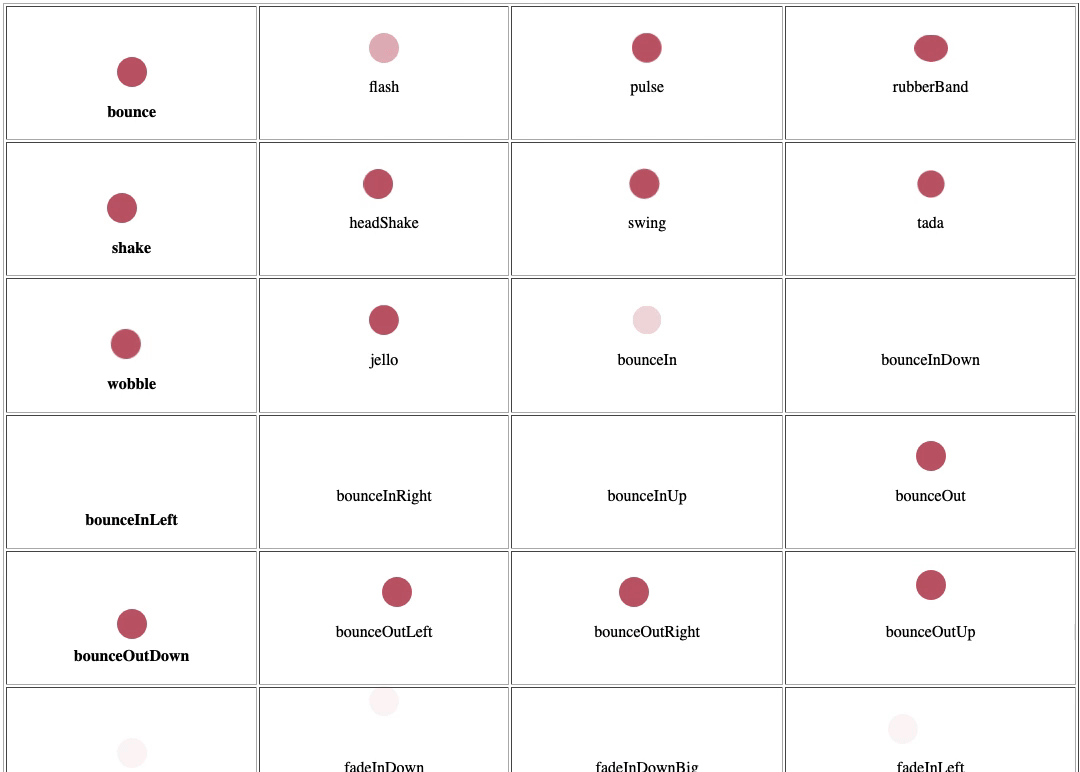 bounce
flash
pulse
rubberBand
shake
headShake
swing
tada
wobble
jello
bounceIn
bounceInDown
bounceInLeft
bounceInRight
bounceInUp
bounceOut
bounceOutDown
bounceOutLeft
bounceOutRight
bounceOutUp
fadeInDown
fadeInDownBig
fadeInLeft